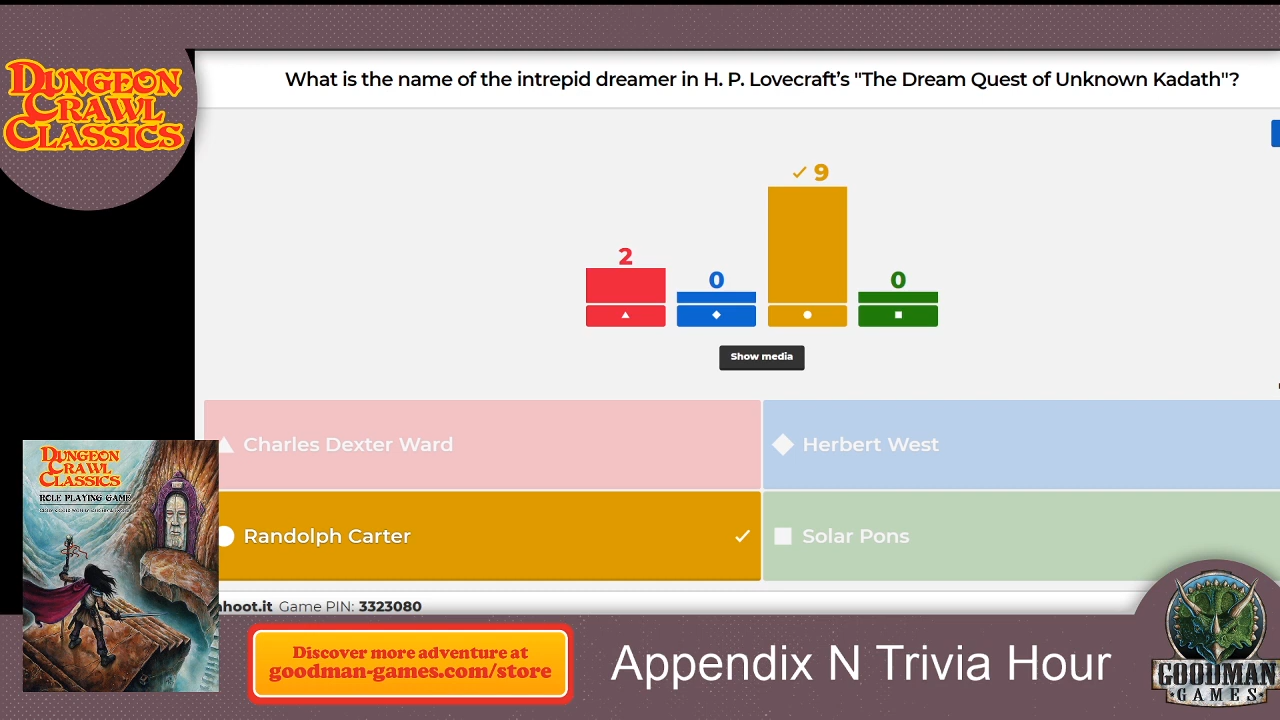 What is the name of the intrepid dreamer in H. P. Lovecraft’s "The Dream Quest of Unknown Kadath"?
DUNGEON
CRAWL
CLASSICS
9
2
0
0
Show media
Charles Dexter Ward
Herbert West
Randolph Carter
Solar Pons
DUNGEON
CRAWL
CLASSICS
ROLE PLAYING GAME
hoot.it Game PIN: 3323080
Discover more adventure at
goodman-games.com/store
Appendix N Trivia Hour
GOODMAN
GAMES